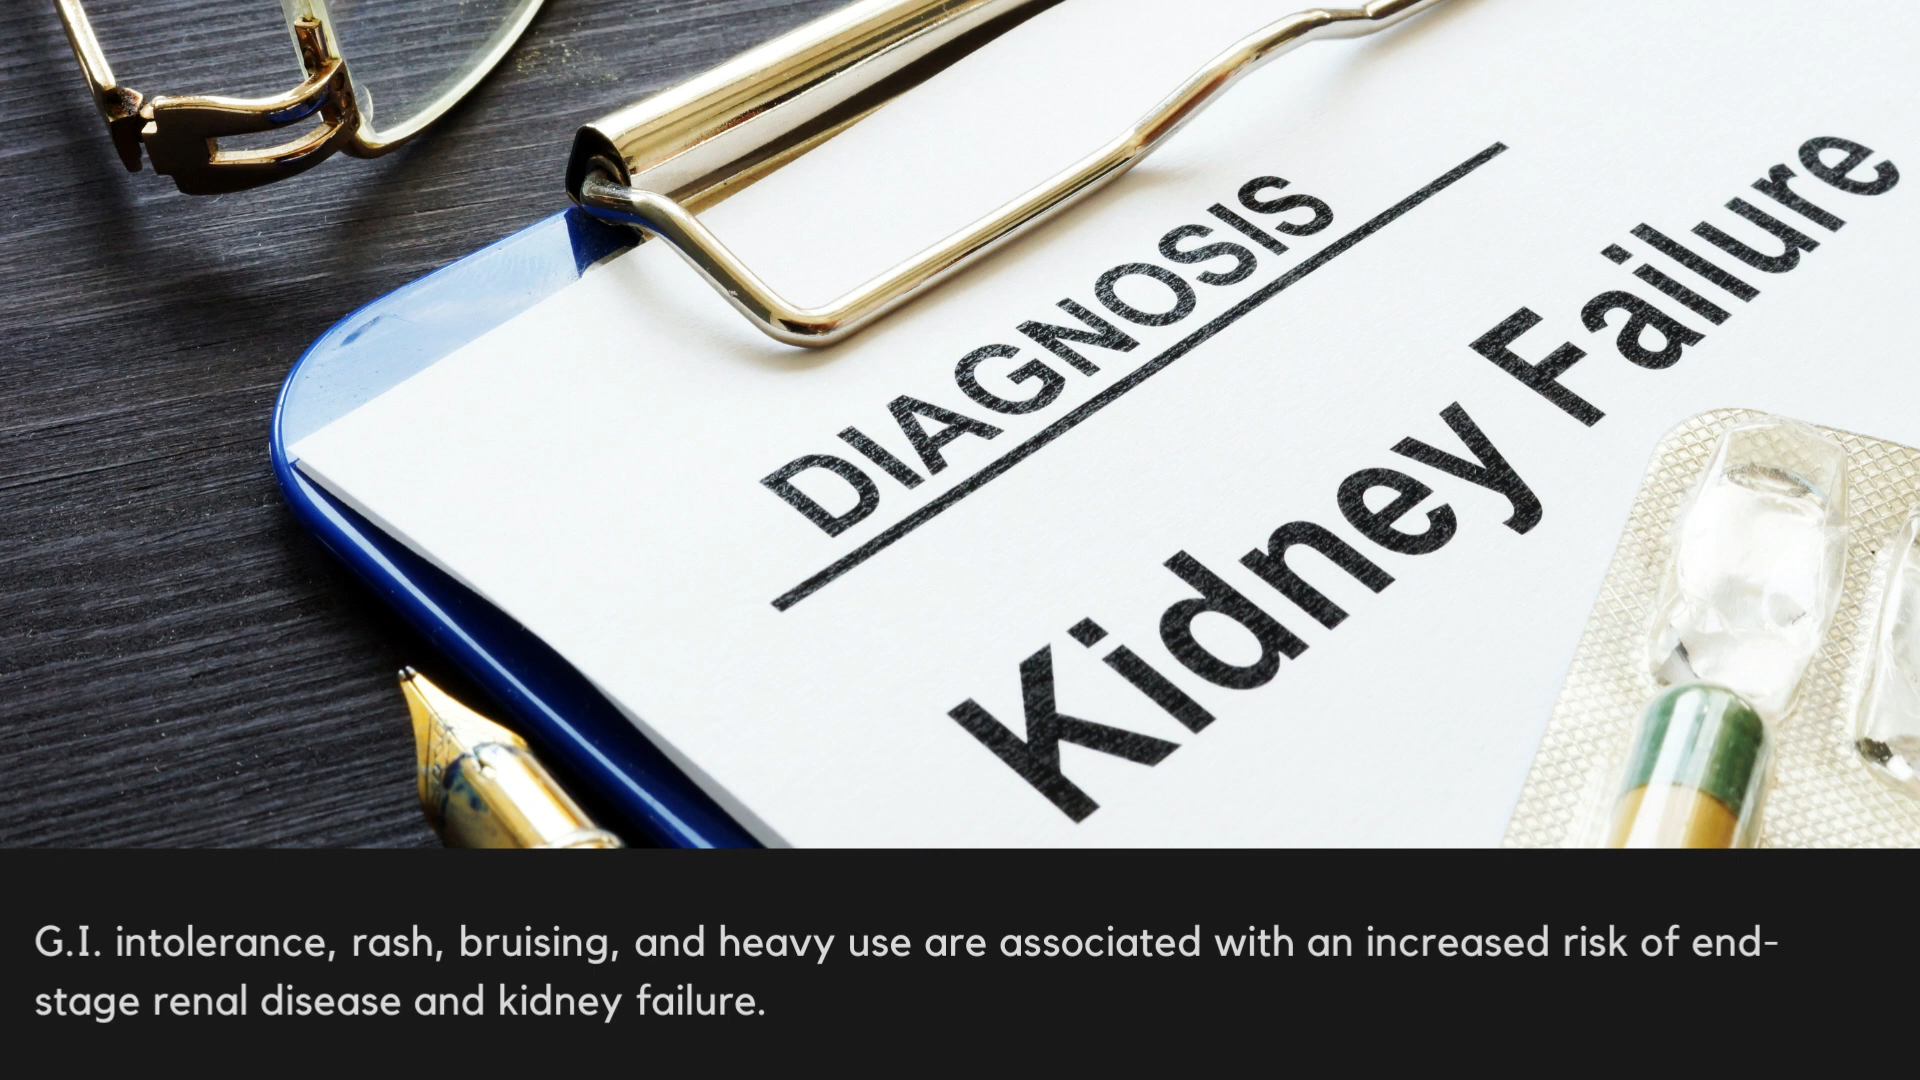 DIAGNOSIS
Kidney Failure
G.I. intolerance, rash, bruising, and heavy use are associated with an increased risk of end-
stage renal disease and kidney failure.